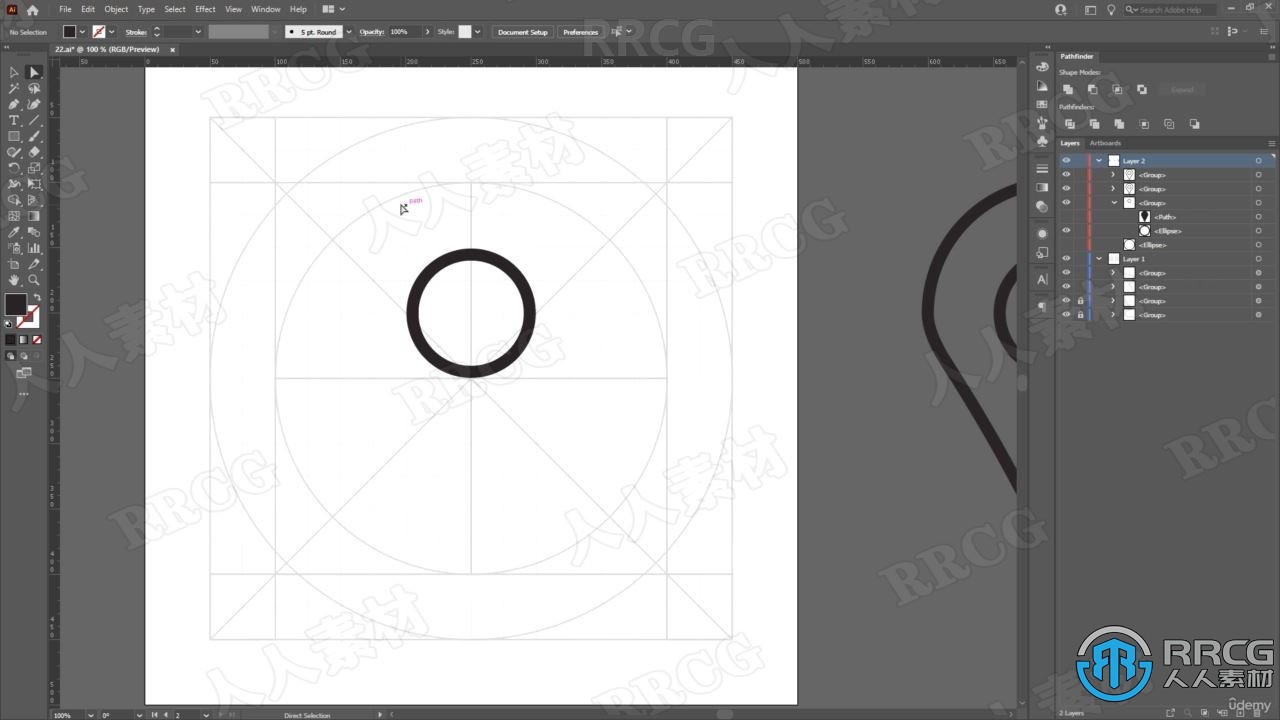 Ai File Edit Object Type Select Effect View Window Help Search Adobe Help
No Selection Stroke: 5 pt. Round Opacity: 100% Style: Document Setup Preferences
22.ai* @ 100 % (RGB/Preview) ×
50 0 50 100 150 200 250 300 350 400 450 500 550 600 650
Pathfinder
Shape Modes:
Expand
Pathfinders:
Layers Artboards
Layer 2
<Group>
<Group>
<Group>
<Path>
<Ellipse>
<Ellipse>
Layer 1
<Group>
<Group>
<Group>
<Group>
path
RRCG
人人素材
RRCG
人人素材
ûdemy
100% 0° 2 Direct Selection
2 Layers